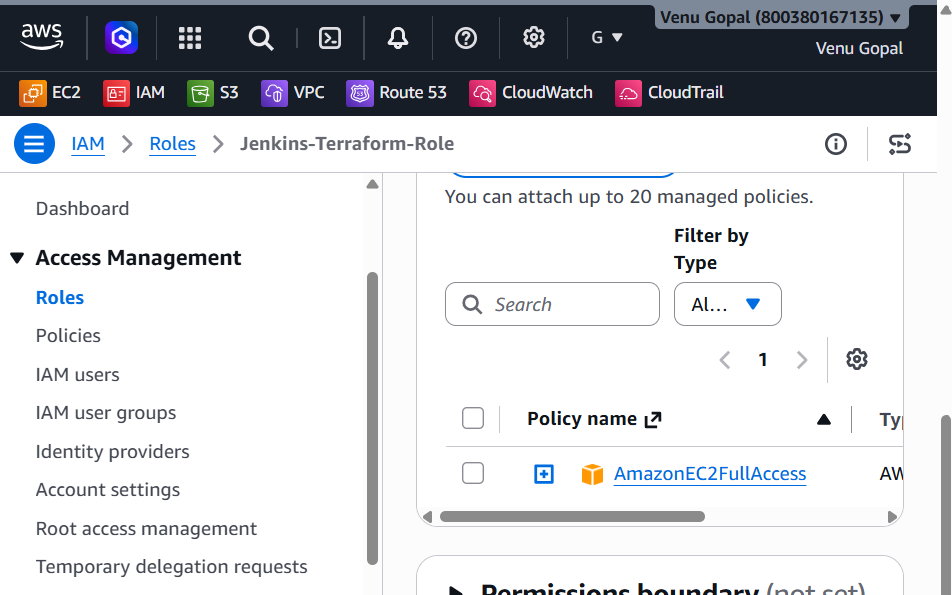 aws
G
Venu Gopal (800380167135)
Venu Gopal
EC2 IAM S3 VPC Route 53 CloudWatch CloudTrail
IAM Roles Jenkins-Terraform-Role
Dashboard
Access Management
Roles
Policies
IAM users
IAM user groups
Identity providers
Account settings
Root access management
Temporary delegation requests
You can attach up to 20 managed policies.
Filter by
Type
Search
Al...
1
Policy name
AmazonEC2FullAccess
AW
Permissions boundary (not set)